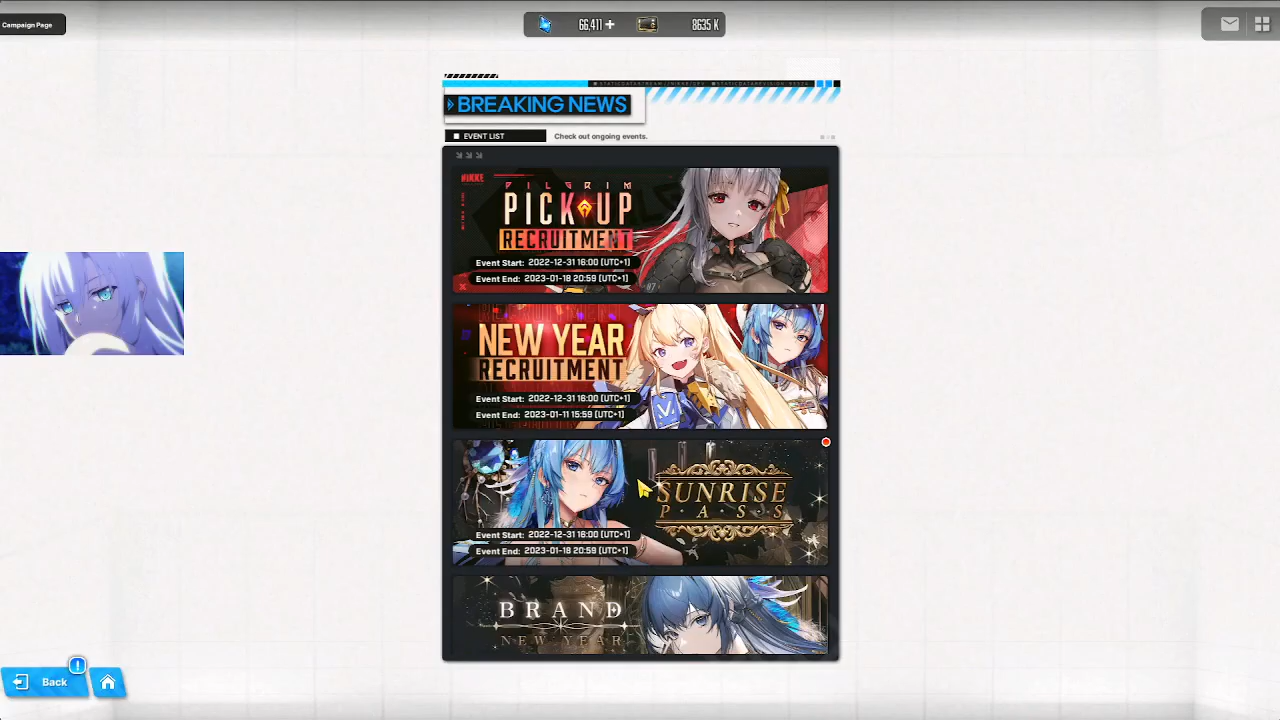 Campaign Page
66,411 +
8635 K
BREAKING NEWS
EVENT LIST
Check out ongoing events.
NIKKE
PILGRIM
PICK UP
RECRUITMENT
Event Start: 2022-12-31 16:00 (UTC+1)
Event End: 2023-01-18 20:59 (UTC+1)
NEW YEAR
RECRUITMENT
Event Start: 2022-12-31 16:00 (UTC+1)
Event End: 2023-01-11 15:59 (UTC+1)
SUNRISE
P·A·S·S
Event Start: 2022-12-31 16:00 (UTC+1)
Event End: 2023-01-18 20:59 (UTC+1)
BRAND
NEW YEAR
Back